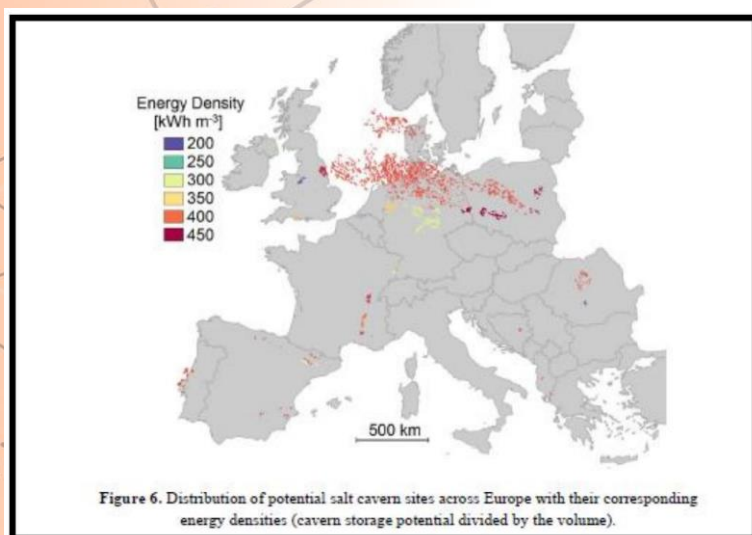 Energy Density
[kWh m⁻³]
200
250
300
350
400
450
500 km
Figure 6. Distribution of potential salt cavern sites across Europe with their corresponding
energy densities (cavern storage potential divided by the volume).